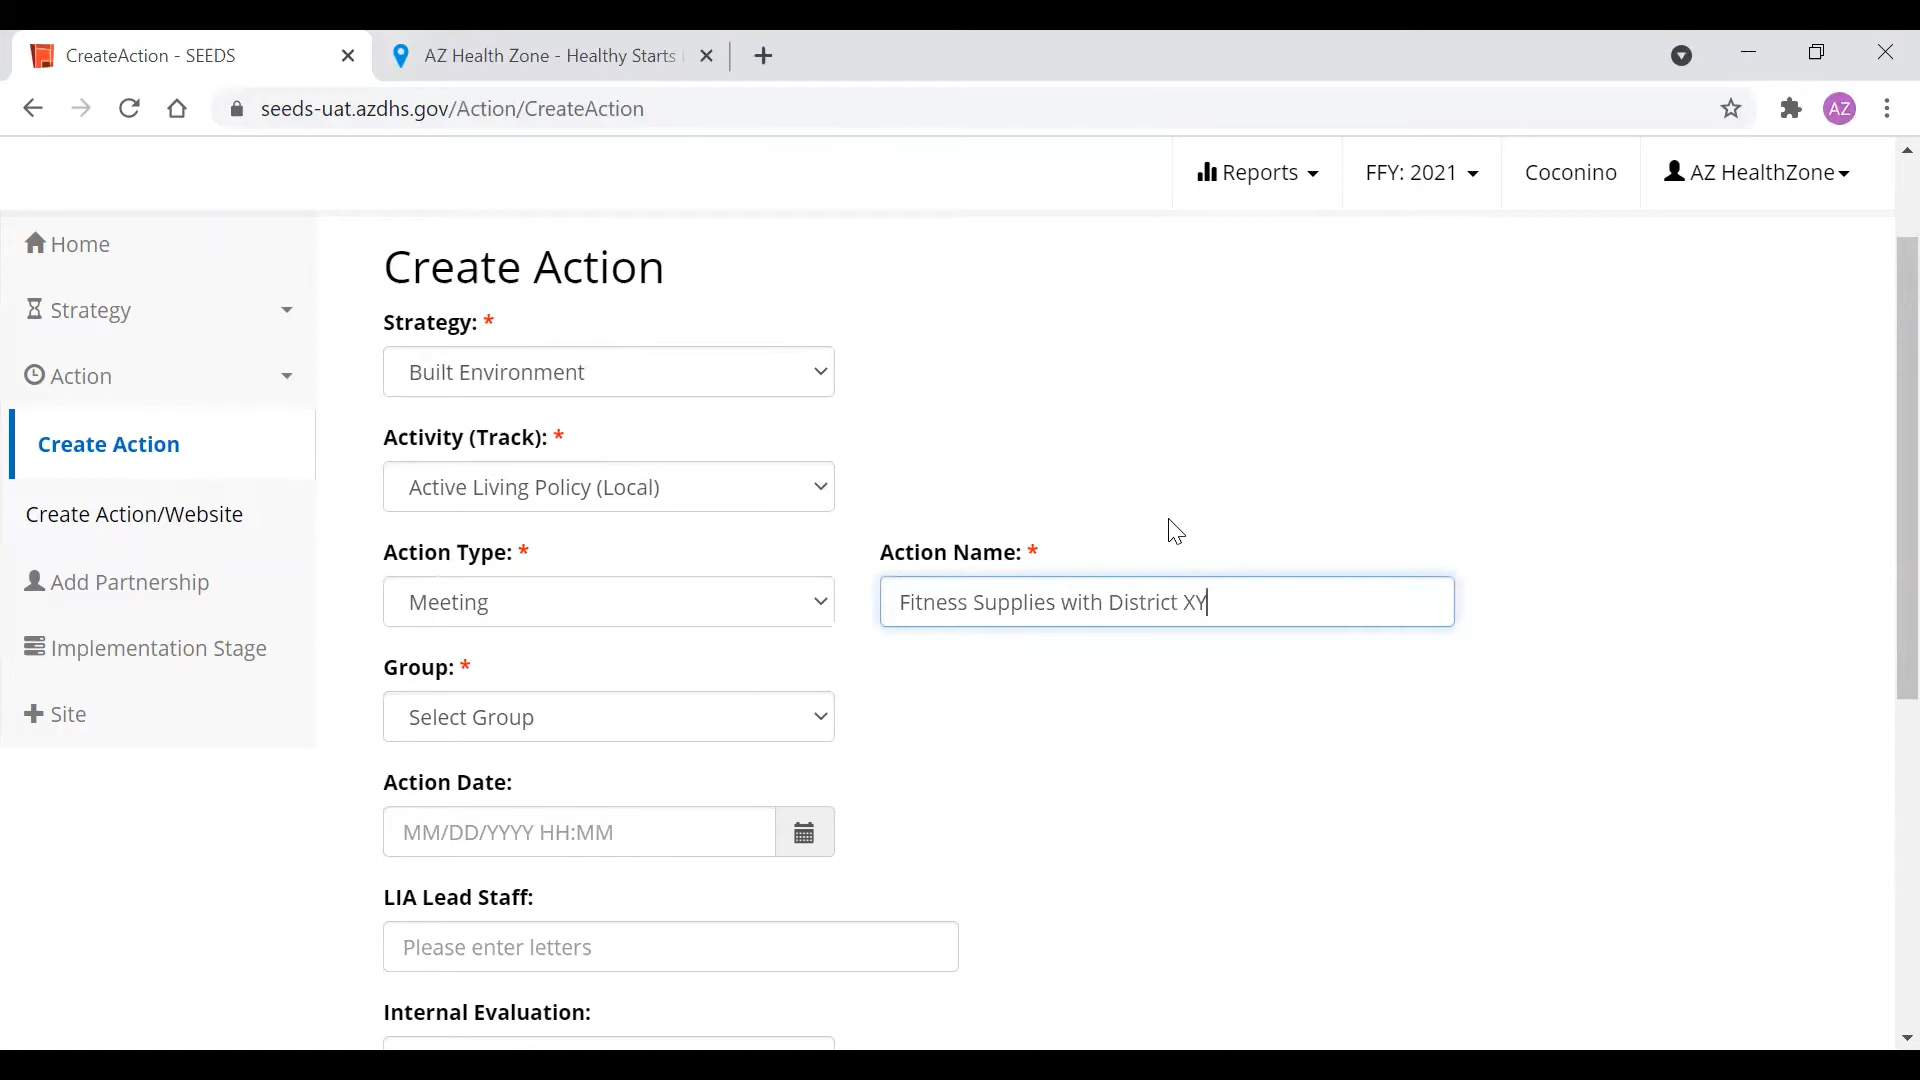 CreateAction - SEEDS
AZ Health Zone - Healthy Starts
seeds-uat.azdhs.gov/Action/CreateAction
AZ
Reports
FFY: 2021
Coconino
AZ HealthZone
Home
Strategy
Action
Create Action
Create Action/Website
Add Partnership
Implementation Stage
Site
Create Action
Strategy: *
Built Environment
Activity (Track): *
Active Living Policy (Local)
Action Type: *
Meeting
Action Name: *
Fitness Supplies with District XY
Group: *
Select Group
Action Date:
MM/DD/YYYY HH:MM
LIA Lead Staff:
Please enter letters
Internal Evaluation: